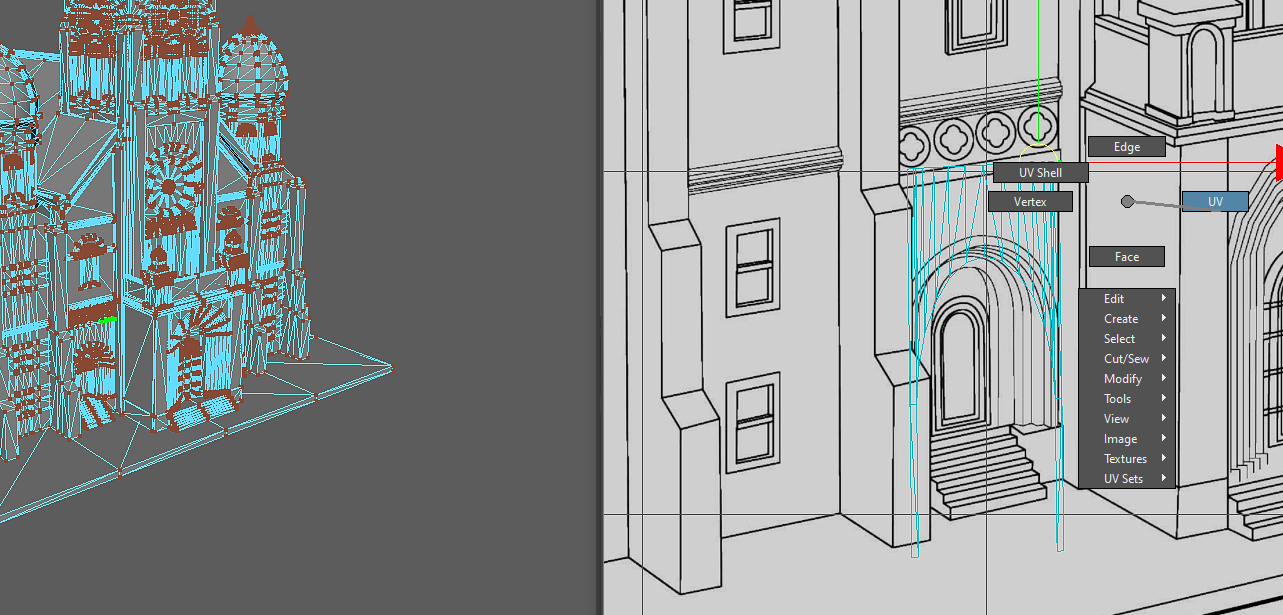 Edge
UV Shell
Vertex
UV
Face
Edit
Create
Select
Cut/Sew
Modify
Tools
View
Image
Textures
UV Sets